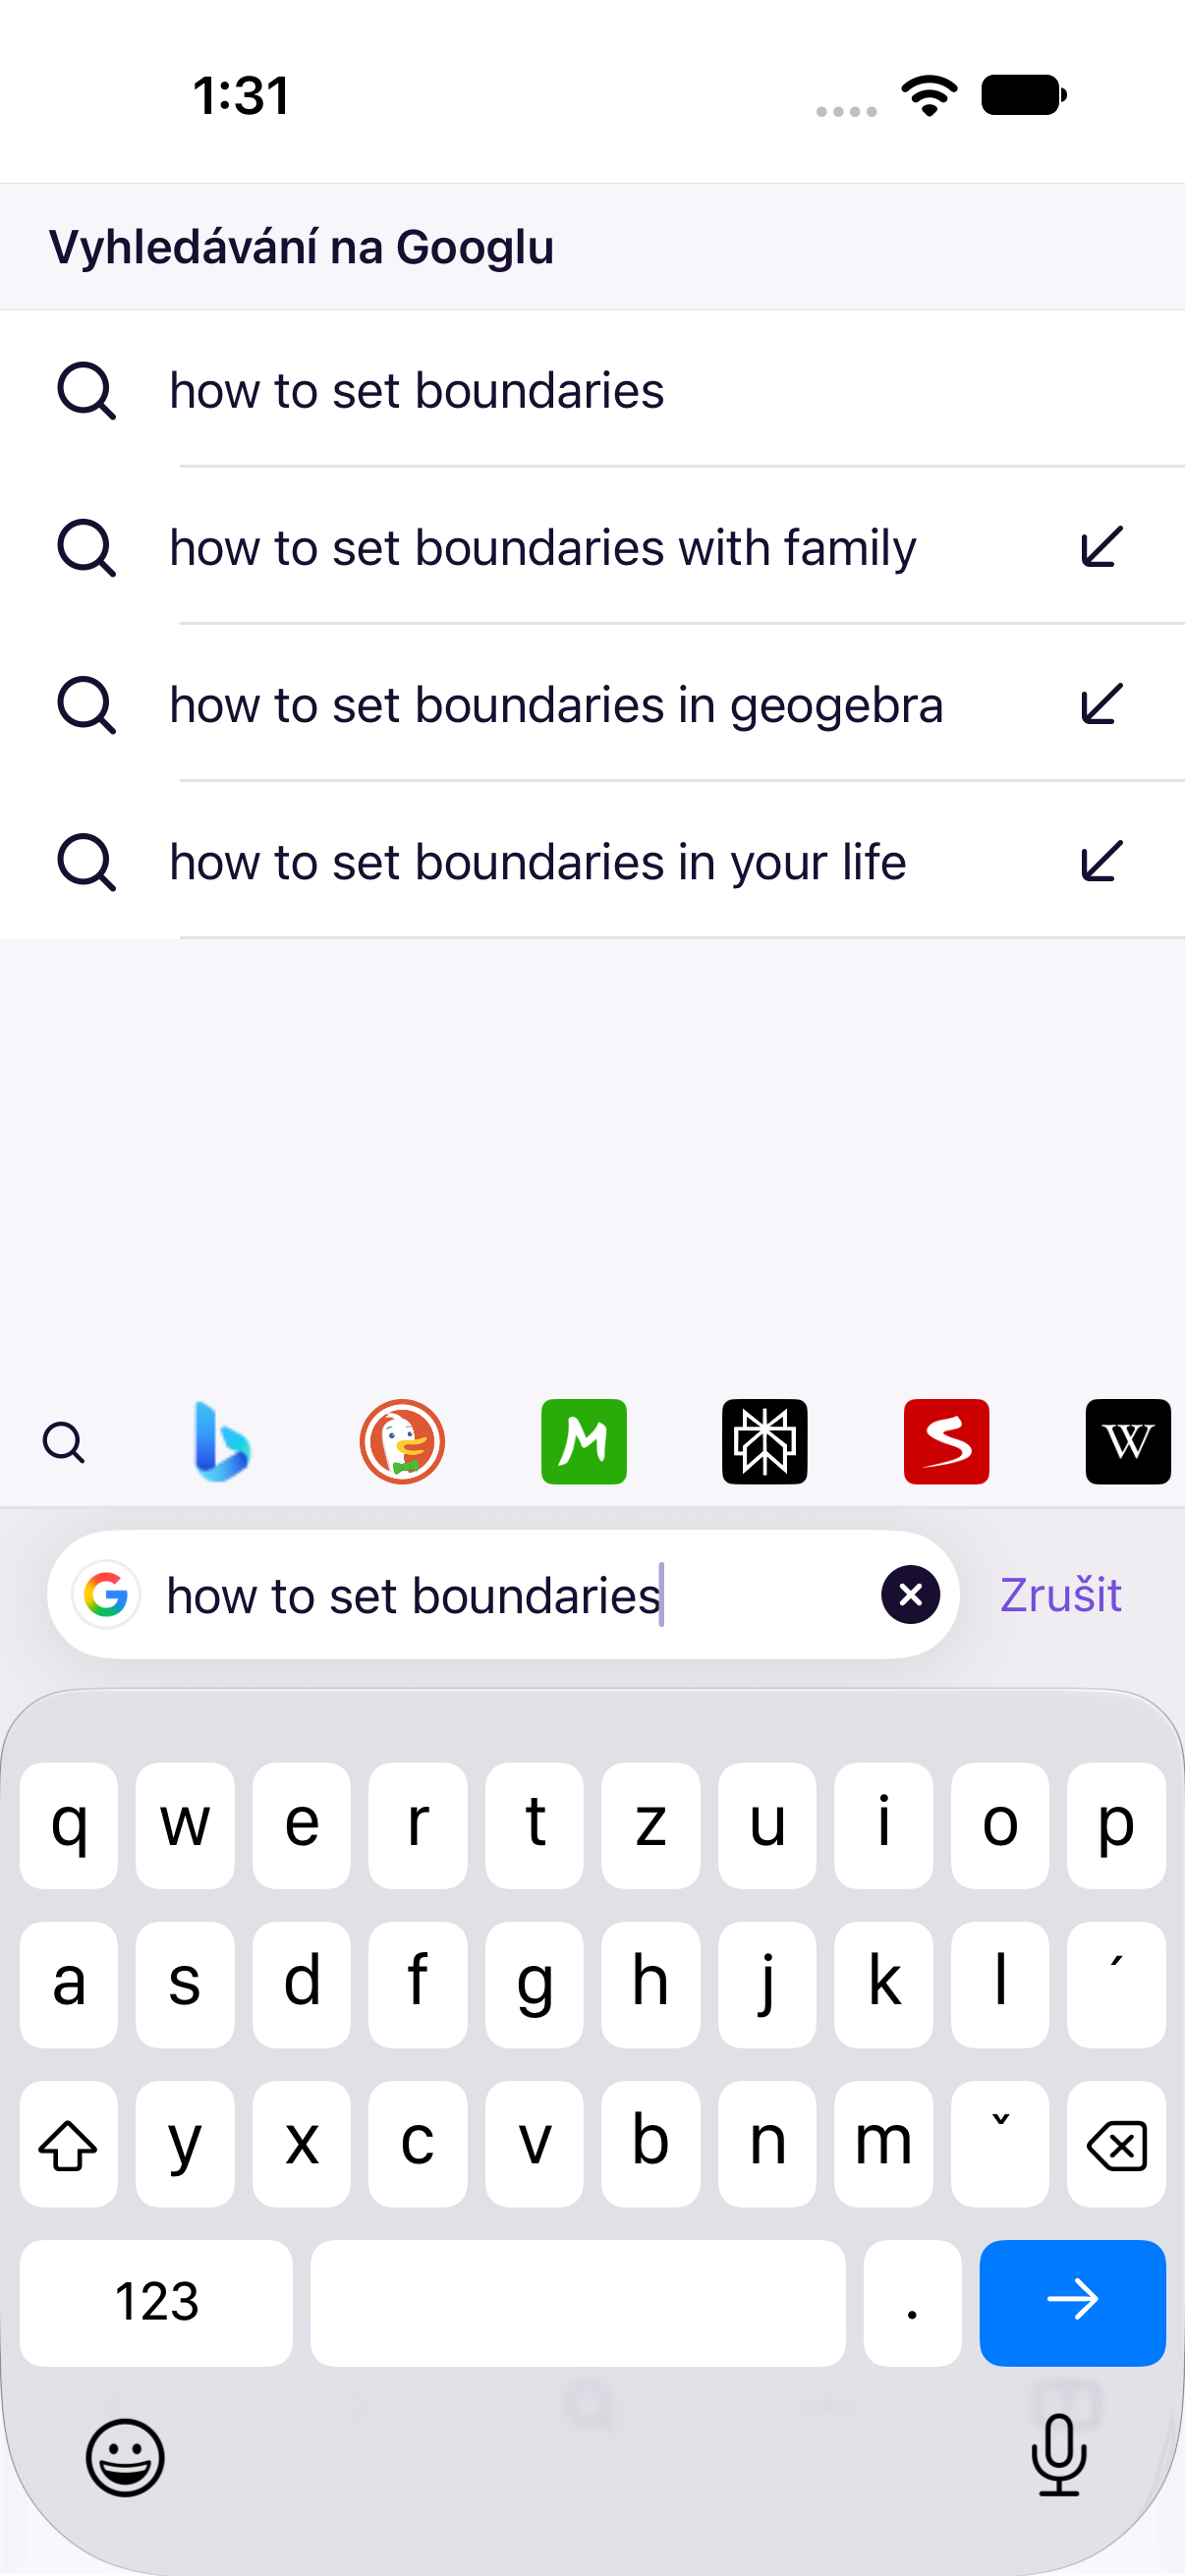 1:31
Vyhledávání na Googlu
how to set boundaries
how to set boundaries with family
how to set boundaries in geogebra
how to set boundaries in your life
W
how to set boundaries
Zrušit
q w e r t z u i o p
a s d f g h j k l ´
y x c v b n m ˇ
123 .